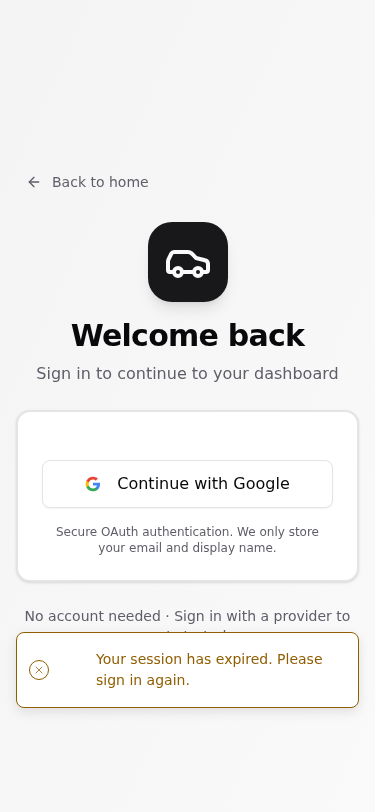 Back to home
Welcome back
Sign in to continue to your dashboard
Continue with Google
Secure OAuth authentication. We only store
your email and display name.
No account needed · Sign in with a provider to
Your session has expired. Please
sign in again.